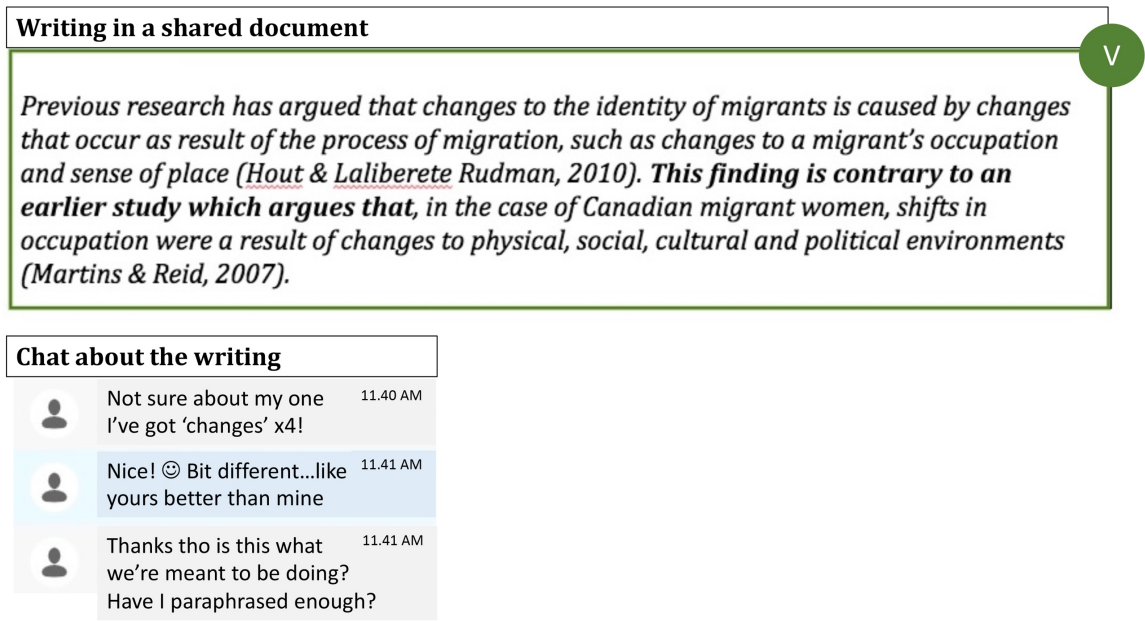 Writing in a shared document
V
Previous research has argued that changes to the identity of migrants is caused by changes
that occur as result of the process of migration, such as changes to a migrant's occupation
and sense of place (Hout & Laliberete Rudman, 2010). This finding is contrary to an
earlier study which argues that, in the case of Canadian migrant women, shifts in
occupation were a result of changes to physical, social, cultural and political environments
(Martins & Reid, 2007).
Chat about the writing
Not sure about my one 11.40 AM
I've got 'changes' x4!
Nice! ☺ Bit different...like 11.41 AM
yours better than mine
Thanks tho is this what 11.41 AM
we're meant to be doing?
Have I paraphrased enough?